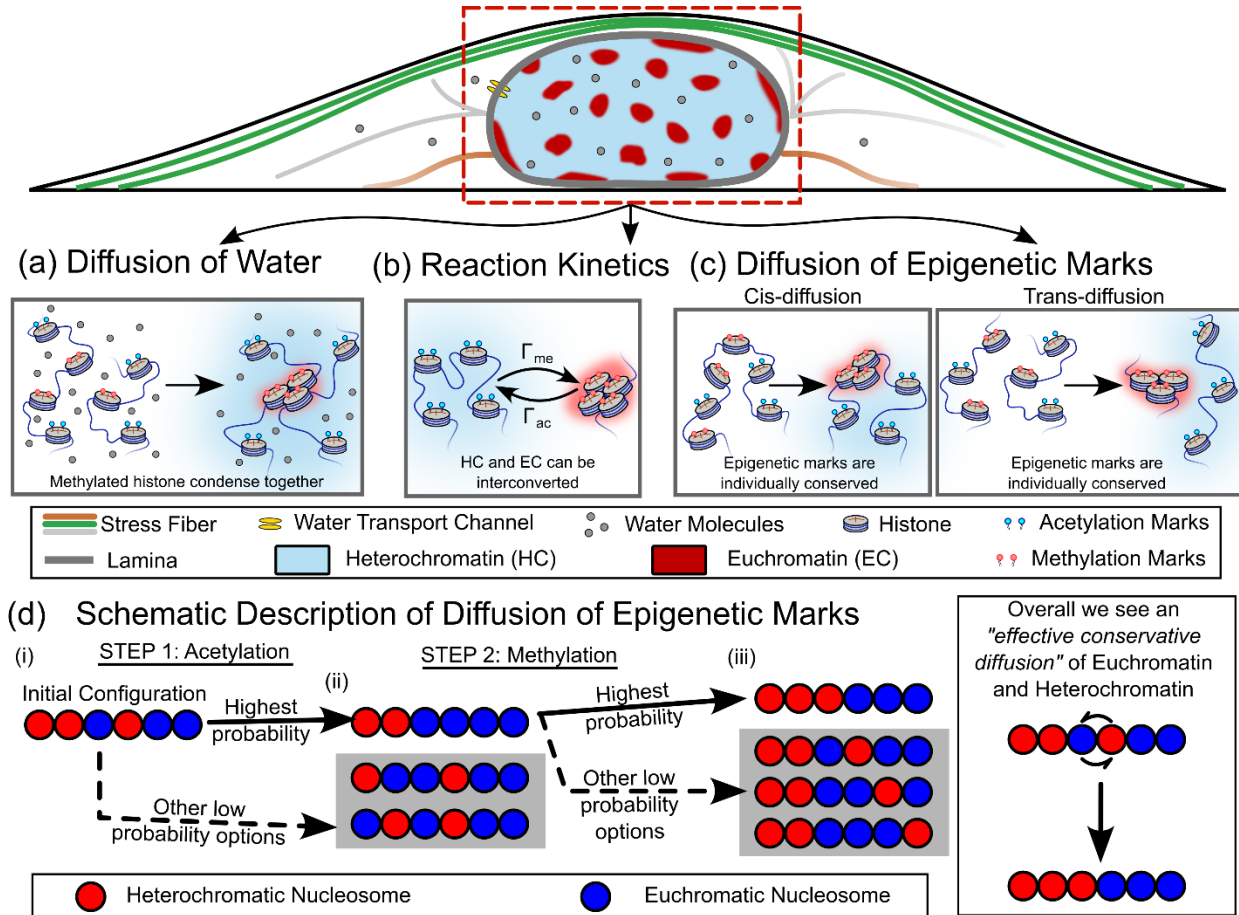 (a) Diffusion of Water
(b) Reaction Kinetics
(c) Diffusion of Epigenetic Marks
Cis-diffusion
Trans-diffusion
Methylated histone condense together
Γme
Γac
HC and EC can be
interconverted
Epigenetic marks are
individually conserved
Epigenetic marks are
individually conserved
Stress Fiber
Water Transport Channel
Water Molecules
Histone
Acetylation Marks
Lamina
Heterochromatin (HC)
Euchromatin (EC)
Methylation Marks
(d) Schematic Description of Diffusion of Epigenetic Marks
(i)
STEP 1: Acetylation
(ii)
STEP 2: Methylation
(iii)
Initial Configuration
Highest
probability
Other low
probability options
Highest
probability
Other low
probability
options
Overall we see an
"effective conservative
diffusion" of Euchromatin
and Heterochromatin
Heterochromatic Nucleosome
Euchromatic Nucleosome